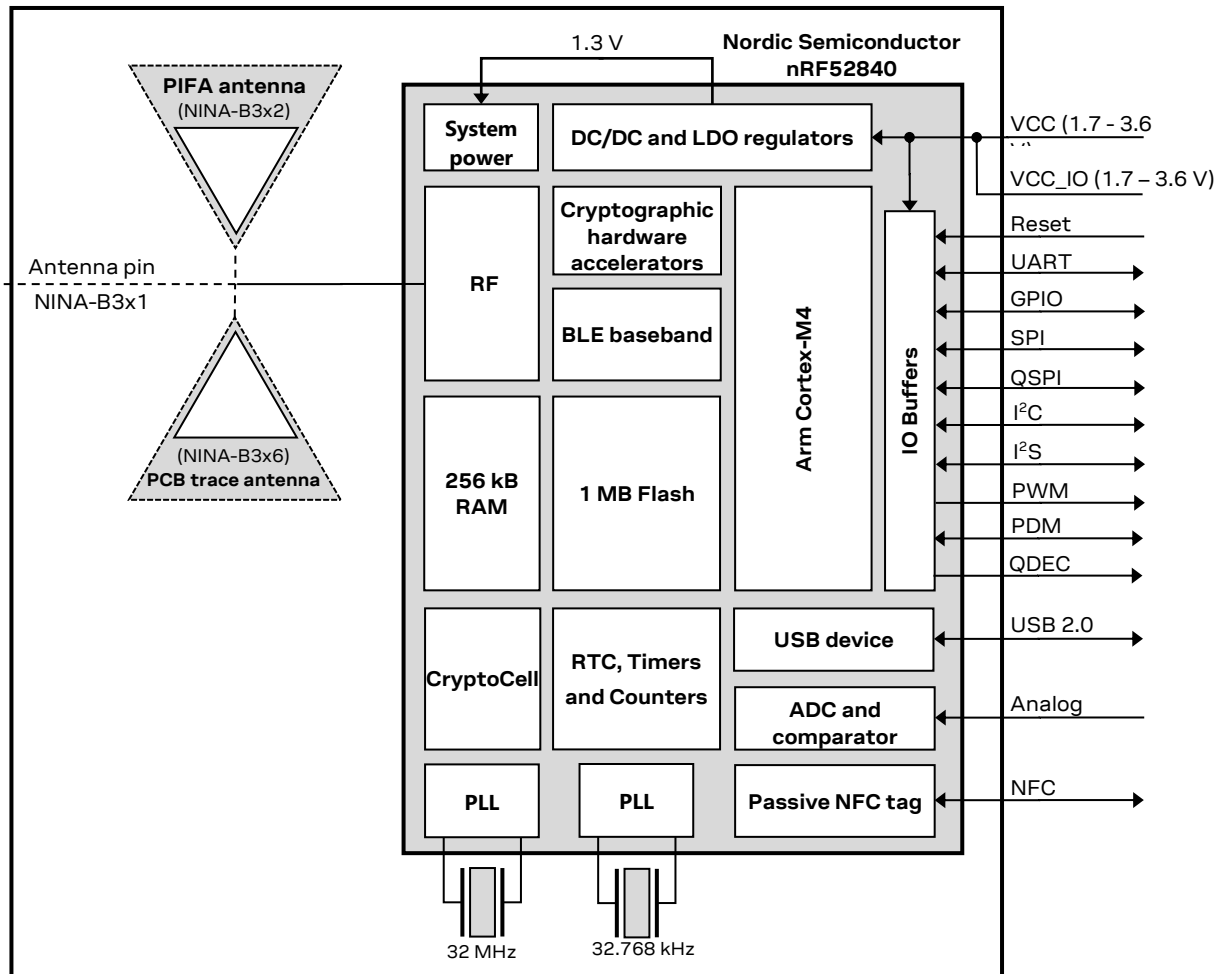 1.3 V
Nordic Semiconductor
nRF52840
PIFA antenna
(NINA-B3x2)
System
power
DC/DC and LDO regulators
VCC (1.7 - 3.6
VCC_IO (1.7 – 3.6 V)
Antenna pin
NINA-B3x1
RF
Cryptographic
hardware
accelerators
BLE baseband
Arm Cortex-M4
IO Buffers
Reset
UART
GPIO
SPI
QSPI
I²C
I²S
PWM
PDM
QDEC
(NINA-B3x6)
PCB trace antenna
256 kB
RAM
1 MB Flash
CryptoCell
RTC, Timers
and Counters
USB device
USB 2.0
ADC and
comparator
Analog
PLL
PLL
Passive NFC tag
NFC
32 MHz
32.768 kHz